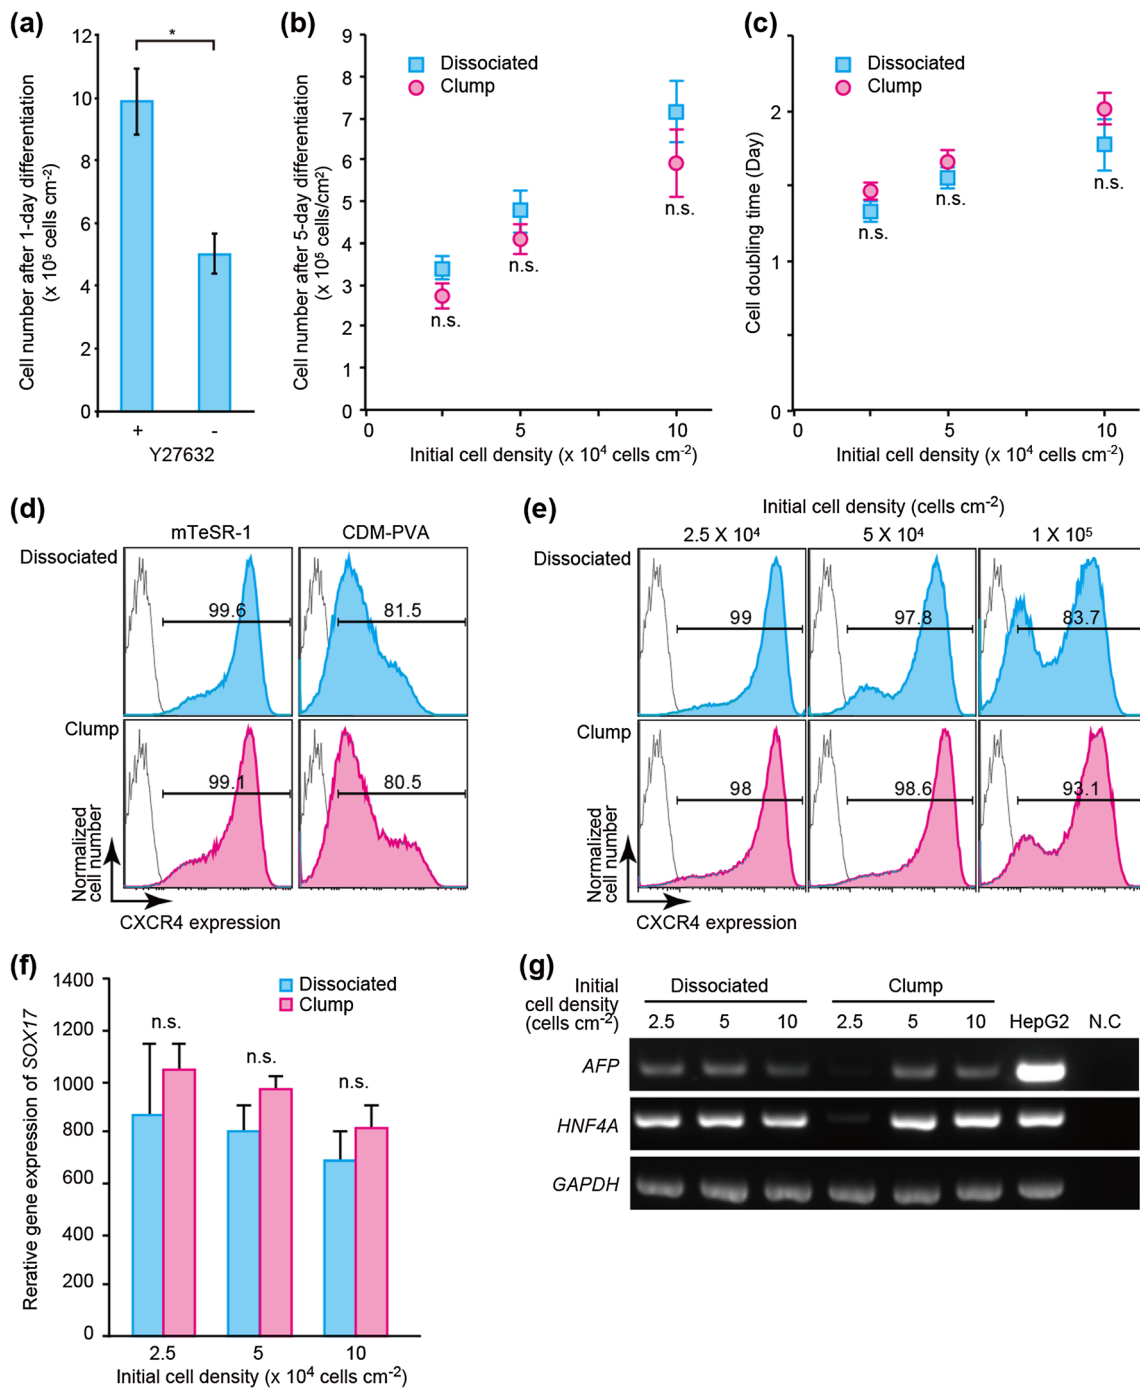 (a)
Cell number after 1-day differentiation
(x 10⁵ cells cm⁻²)
12
10
8
6
4
2
0
*
+
-
Y27632
(b)
Cell number after 5-day differentiation
(x 10⁵ cells/cm²)
9
8
7
6
5
4
3
2
1
0
Dissociated
Clump
n.s.
n.s.
n.s.
0
5
10
Initial cell density (x 10⁴ cells cm⁻²)
(c)
Cell doubling time (Day)
2
1
0
Dissociated
Clump
n.s.
n.s.
n.s.
0
5
10
Initial cell density (x 10⁴ cells cm⁻²)
(d)
mTeSR-1
CDM-PVA
Dissociated
99.6
81.5
Clump
99.1
80.5
Normalized
cell number
CXCR4 expression
(e)
Initial cell density (cells cm⁻²)
2.5 X 10⁴
5 X 10⁴
1 X 10⁵
Dissociated
99
97.8
83.7
Clump
98
98.6
93.1
Normalized
cell number
CXCR4 expression
(f)
Rerative gene expression of SOX17
1400
1200
1000
800
600
400
200
0
Dissociated
Clump
n.s.
n.s.
n.s.
2.5
5
10
Initial cell density (x 10⁴ cells cm⁻²)
(g)
Initial
cell density
(cells cm⁻²)
Dissociated
Clump
2.5 5 10 2.5 5 10 HepG2 N.C
AFP
HNF4A
GAPDH